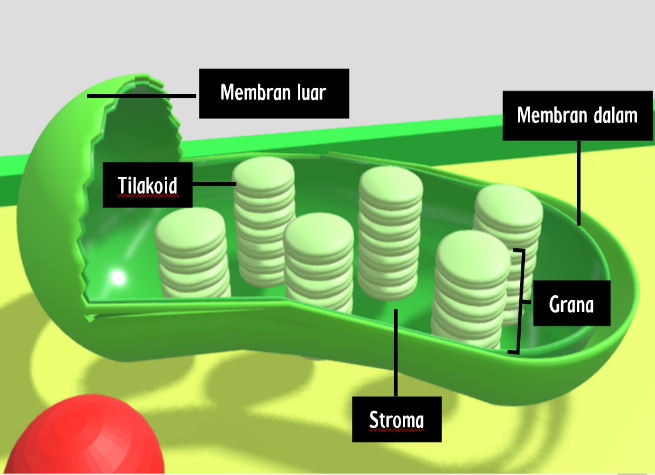 Membran luar
Membran dalam
Tilakoid
Grana
Stroma